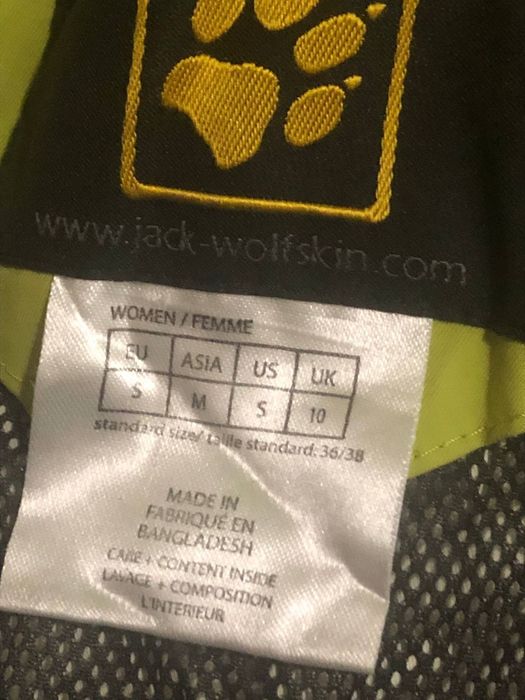 www.jack-wolfskin.com
WOMEN / FEMME
EU ASIA US UK
S M S 10
standard size/ taille standard: 36/38
MADE IN
FABRIQUÉ EN
BANGLADESH
CARE + CONTENT INSIDE
LAVAGE + COMPOSITION
L'INTERIEUR